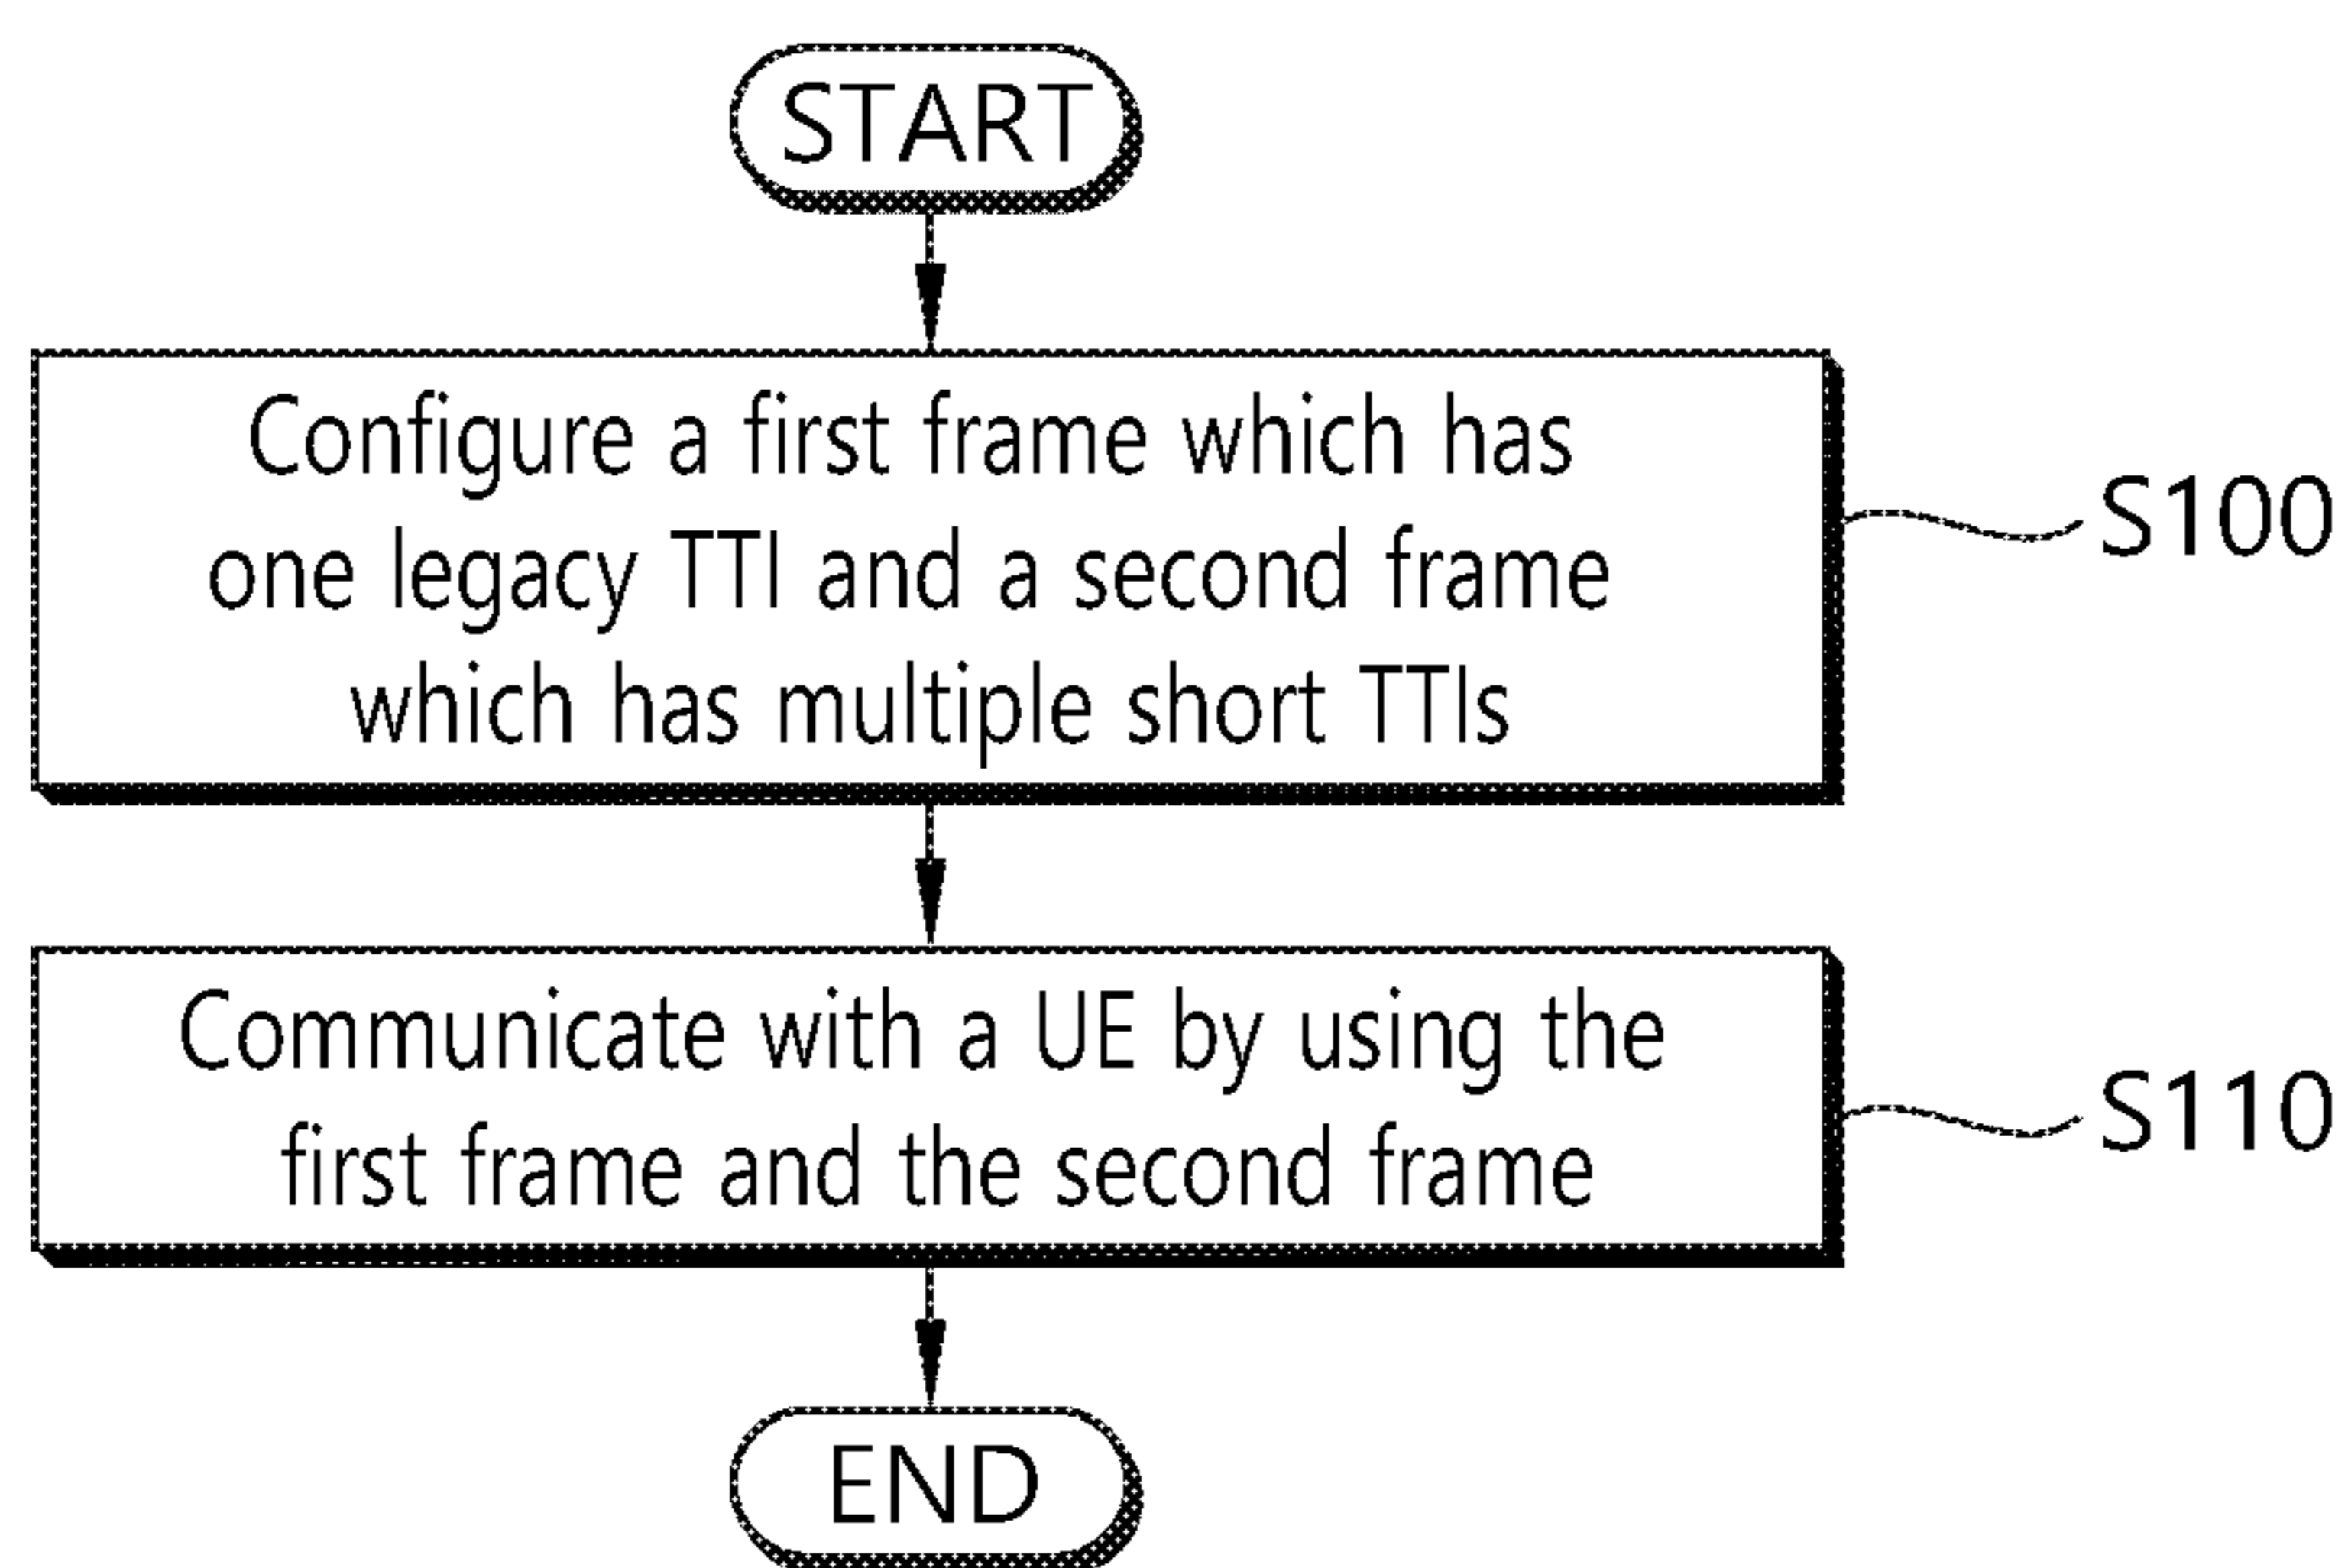 START
Configure a first frame which has
one legacy TTI and a second frame
which has multiple short TTIs
S100
Communicate with a UE by using the
first frame and the second frame
S110
END